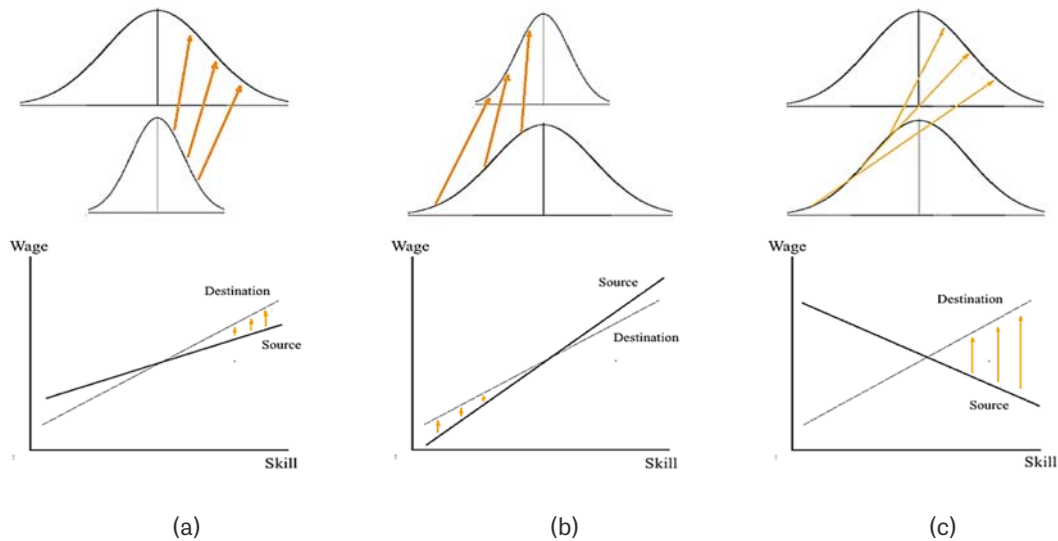 Wage
Destination
Source
Skill
(a)
Wage
Source
Destination
Skill
(b)
Wage
Destination
Source
Skill
(c)